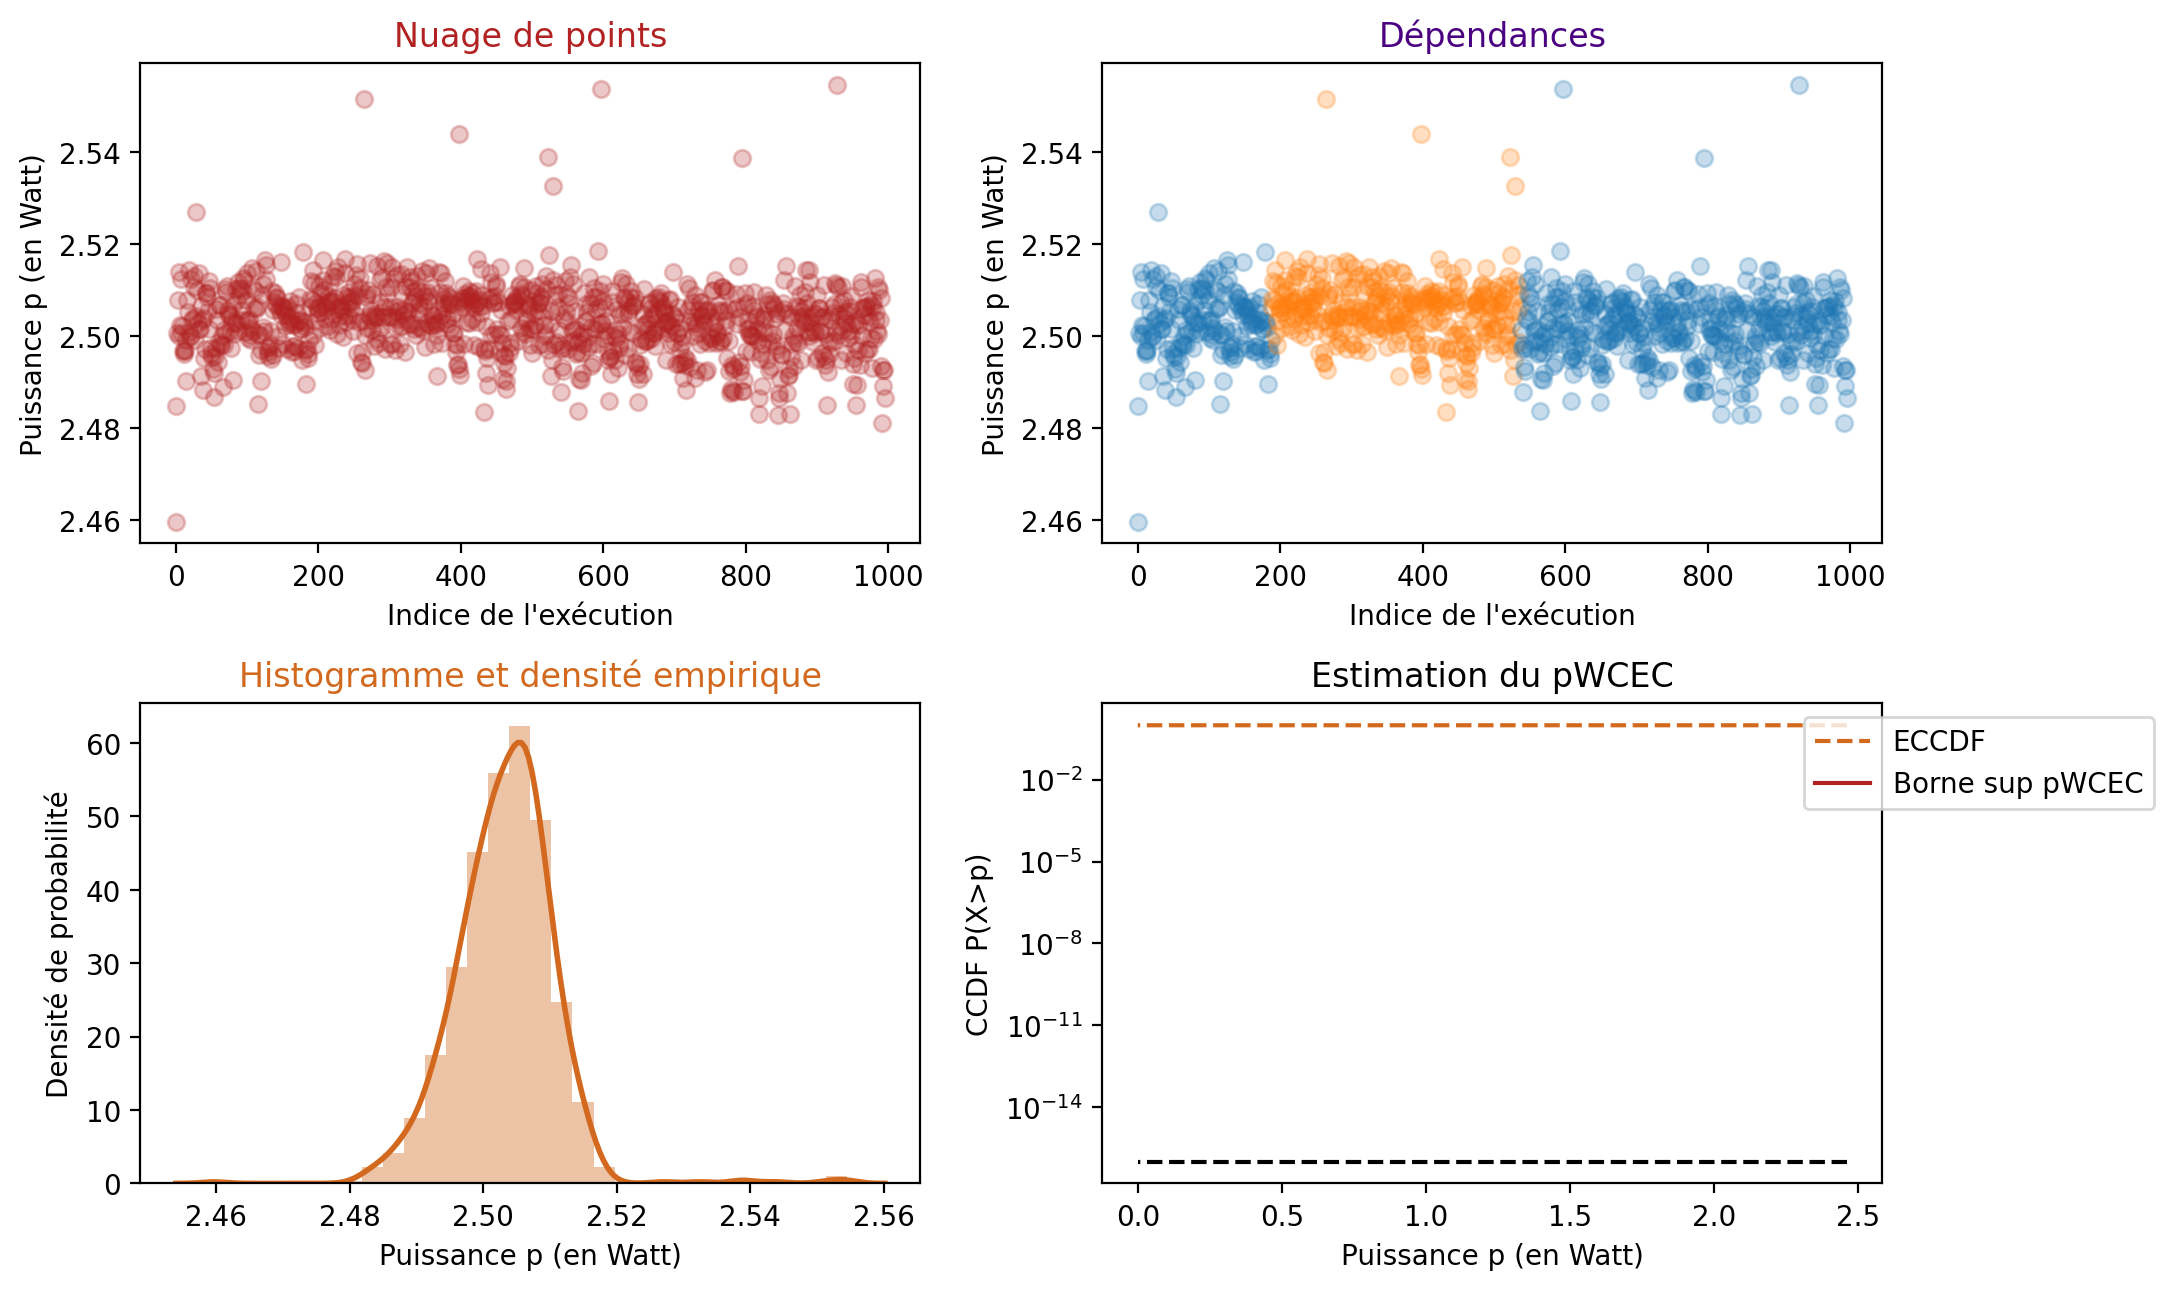 Nuage de points
Puissance p (en Watt)
2.54
2.52
2.50
2.48
2.46
0 200 400 600 800 1000
Indice de l'exécution
Dépendances
Puissance p (en Watt)
2.54
2.52
2.50
2.48
2.46
0 200 400 600 800 1000
Indice de l'exécution
Histogramme et densité empirique
Densité de probabilité
60
50
40
30
20
10
0
2.46 2.48 2.50 2.52 2.54 2.56
Puissance p (en Watt)
Estimation du pWCEC
ECCDF
Borne sup pWCEC
CCDF P(X>p)
10⁻²
10⁻⁵
10⁻⁸
10⁻¹¹
10⁻¹⁴
0.0 0.5 1.0 1.5 2.0 2.5
Puissance p (en Watt)